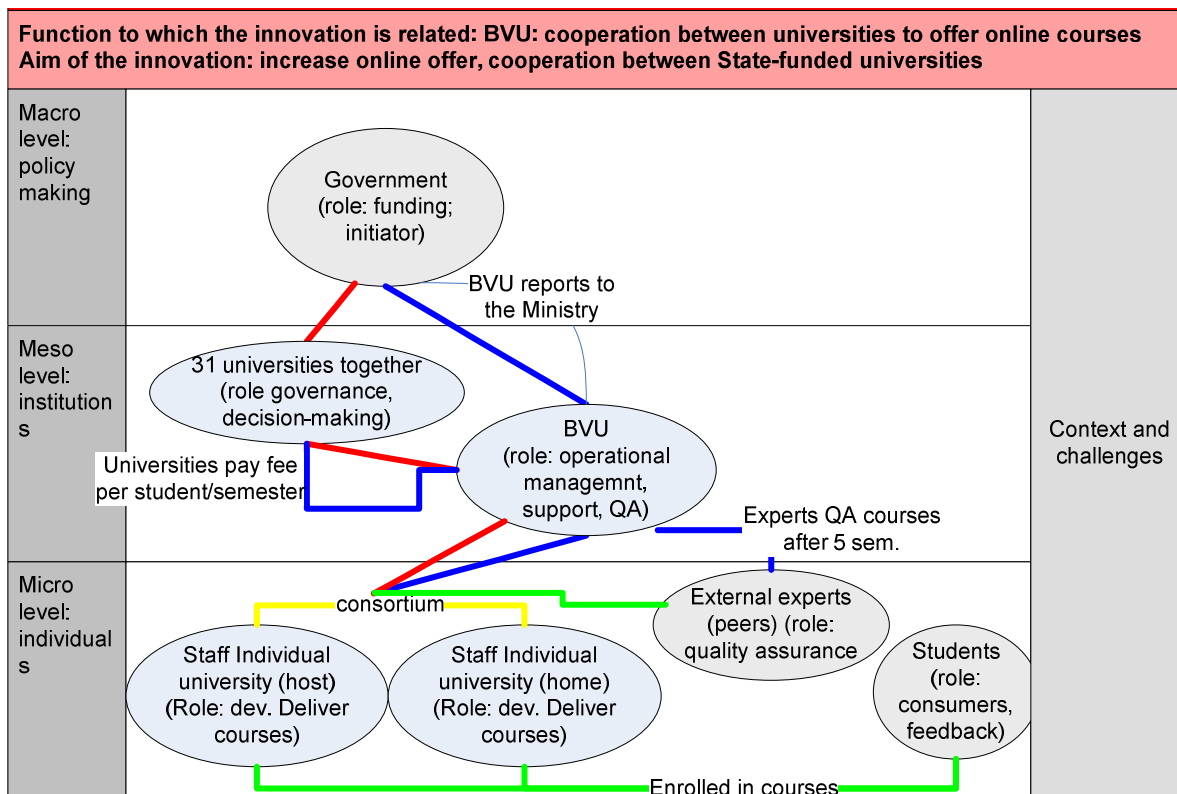 Function to which the innovation is related: BVU: cooperation between universities to offer online courses
Aim of the innovation: increase online offer, cooperation between State-funded universities
Macro
level:
policy
making
Government
(role: funding;
initiator)
BVU reports to
the Ministry
Meso
level:
institution
s
31 universities together
(role governance,
decision-making)
Universities pay fee
per student/semester
BVU
(role: operational
managemnt,
support, QA)
Experts QA courses
after 5 sem.
Context and
challenges
Micro
level:
individual
s
consortium
External experts
(peers) (role:
quality assurance
Staff Individual
university (host)
(Role: dev. Deliver
courses)
Staff Individual
university (home)
(Role: dev. Deliver
courses)
Students
(role:
consumers,
feedback)
Enrolled in courses